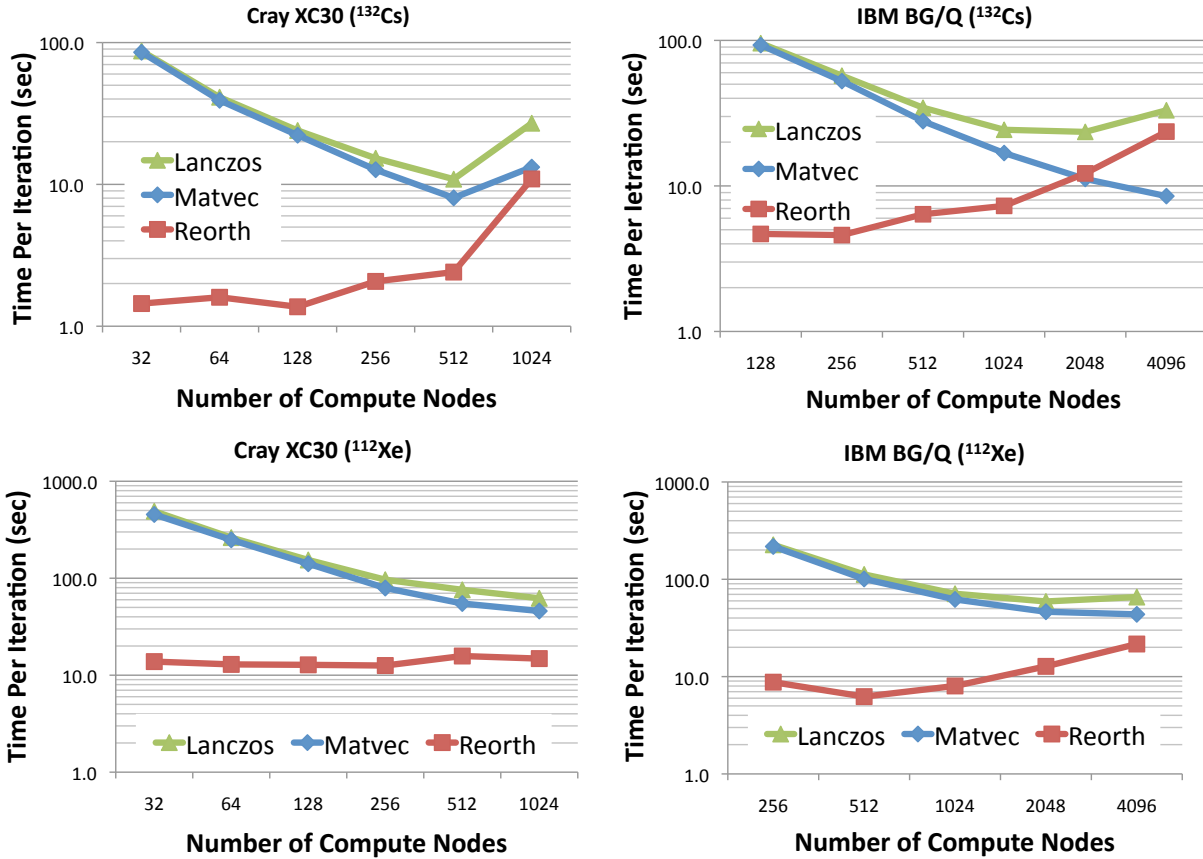 Cray XC30 (¹³²Cs)
Time Per Iteration (sec)
100.0
10.0
1.0
Lanczos
Matvec
Reorth
32 64 128 256 512 1024
Number of Compute Nodes
IBM BG/Q (¹³²Cs)
Time Per Ietration (sec)
100.0
10.0
1.0
Lanczos
Matvec
Reorth
128 256 512 1024 2048 4096
Number of Compute Nodes
Cray XC30 (¹¹²Xe)
Time Per Iteration (sec)
1000.0
100.0
10.0
1.0
Lanczos Matvec Reorth
32 64 128 256 512 1024
Number of Compute Nodes
IBM BG/Q (¹¹²Xe)
Time Per Iteration (sec)
1000.0
100.0
10.0
1.0
Lanczos Matvec Reorth
256 512 1024 2048 4096
Number of Compute Nodes